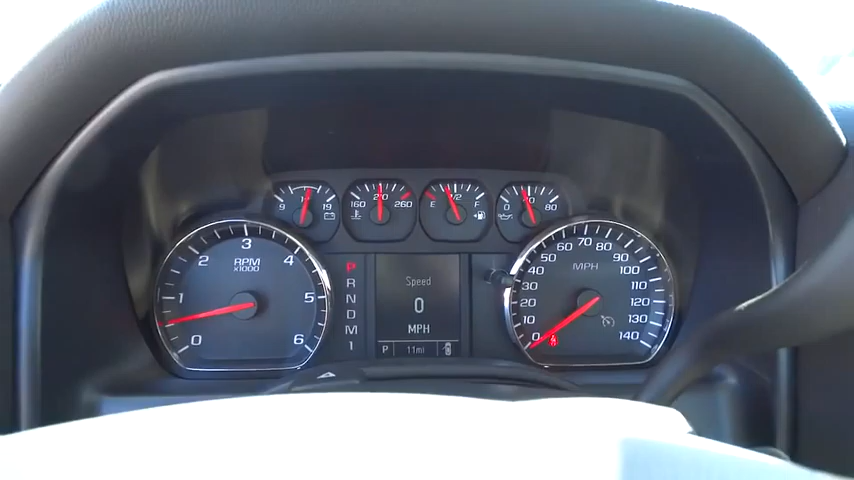 9 19
160 210 260
E 1/2 F
0 80
0 1 2 3 4 5 6
RPM
X1000
P
R
N
D
M
1
Speed
0
MPH
P 11mi
0 10 20 30 40 50 60 70 80 90 100 110 120 130 140
MPH